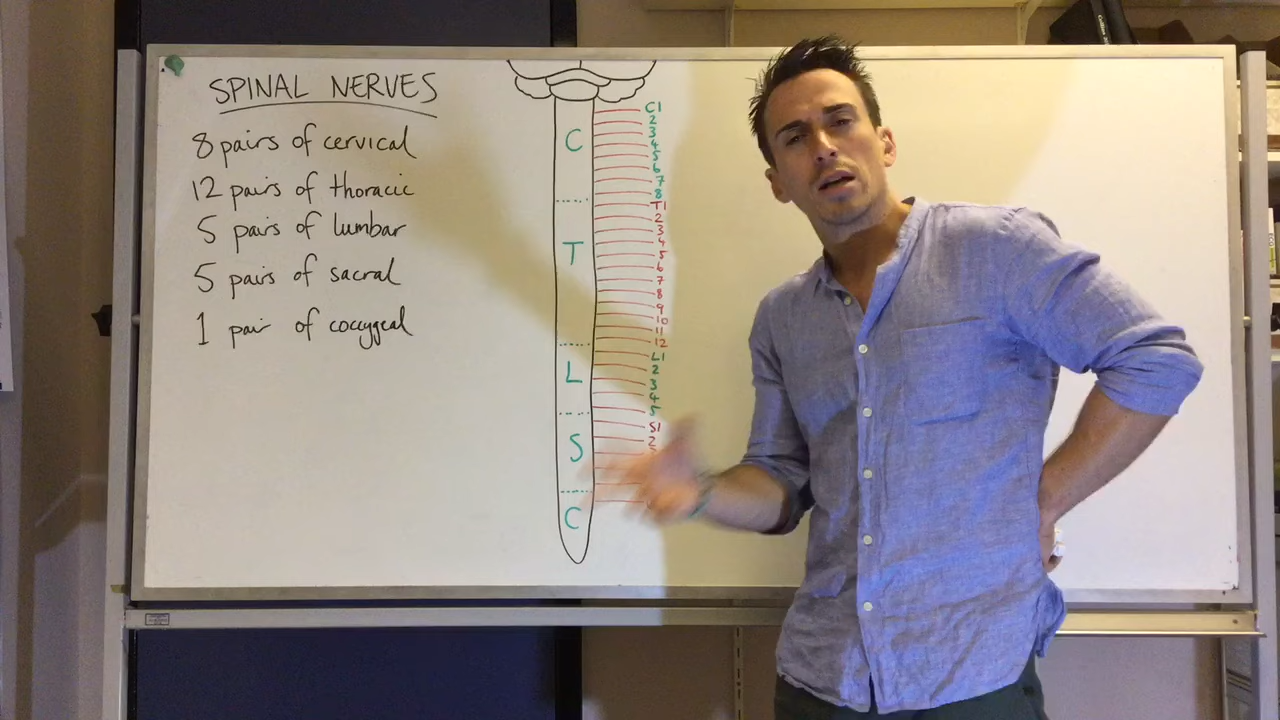 SPINAL NERVES
8 pairs of cervical
12 pairs of thoracic
5 pairs of lumbar
5 pairs of sacral
1 pair of coccygeal
C
T
L
S
C
C1
2
3
4
5
6
7
8
T1
2
3
4
5
6
7
8
9
10
11
12
L1
2
3
4
5
S1
2